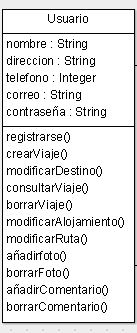 Usuario
nombre : String
direccion : String
telefono : Integer
correo : String
contraseña : String
registrarse()
crearViaje()
modificarDestino()
consultarViaje()
borrarViaje()
modificarAlojamiento()
modificarRuta()
añadirfoto()
borrarFoto()
añadirComentario()
borrarComentario()